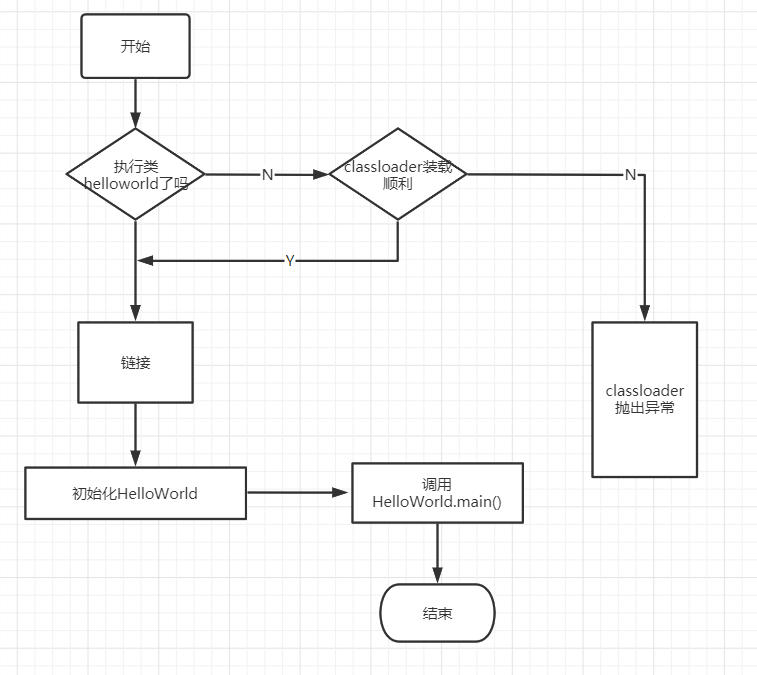 开始
执行类
helloworld了吗
N
classloader装载
顺利
N
Y
链接
classloader
抛出异常
初始化HelloWorld
调用
HelloWorld.main()
结束